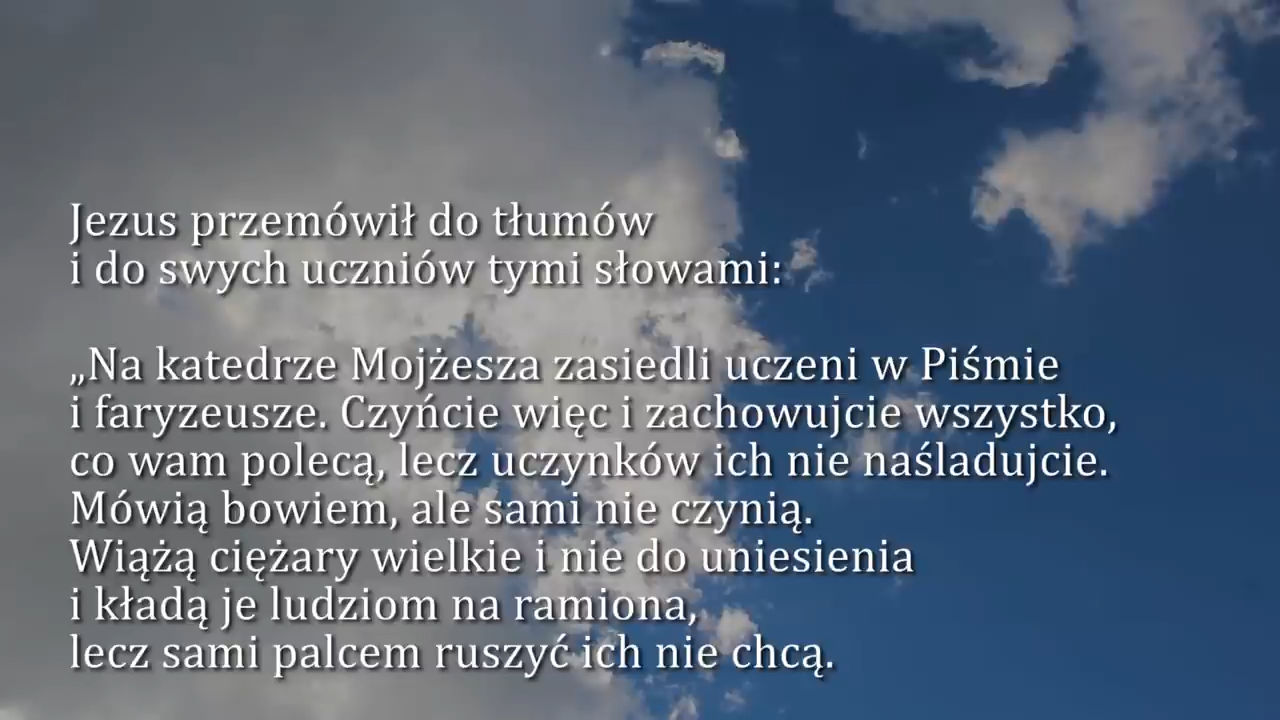 Jezus przemówił do tłumów
i do swych uczniów tymi słowami:
„Na katedrze Mojżesza zasiedli uczeni w Piśmie
i faryzeusze. Czyńcie więc i zachowujcie wszystko,
co wam polecą, lecz uczynków ich nie naśladujcie.
Mówią bowiem, ale sami nie czynią.
Wiążą ciężary wielkie i nie do uniesienia
i kładą je ludziom na ramiona,
lecz sami palcem ruszyć ich nie chcą.